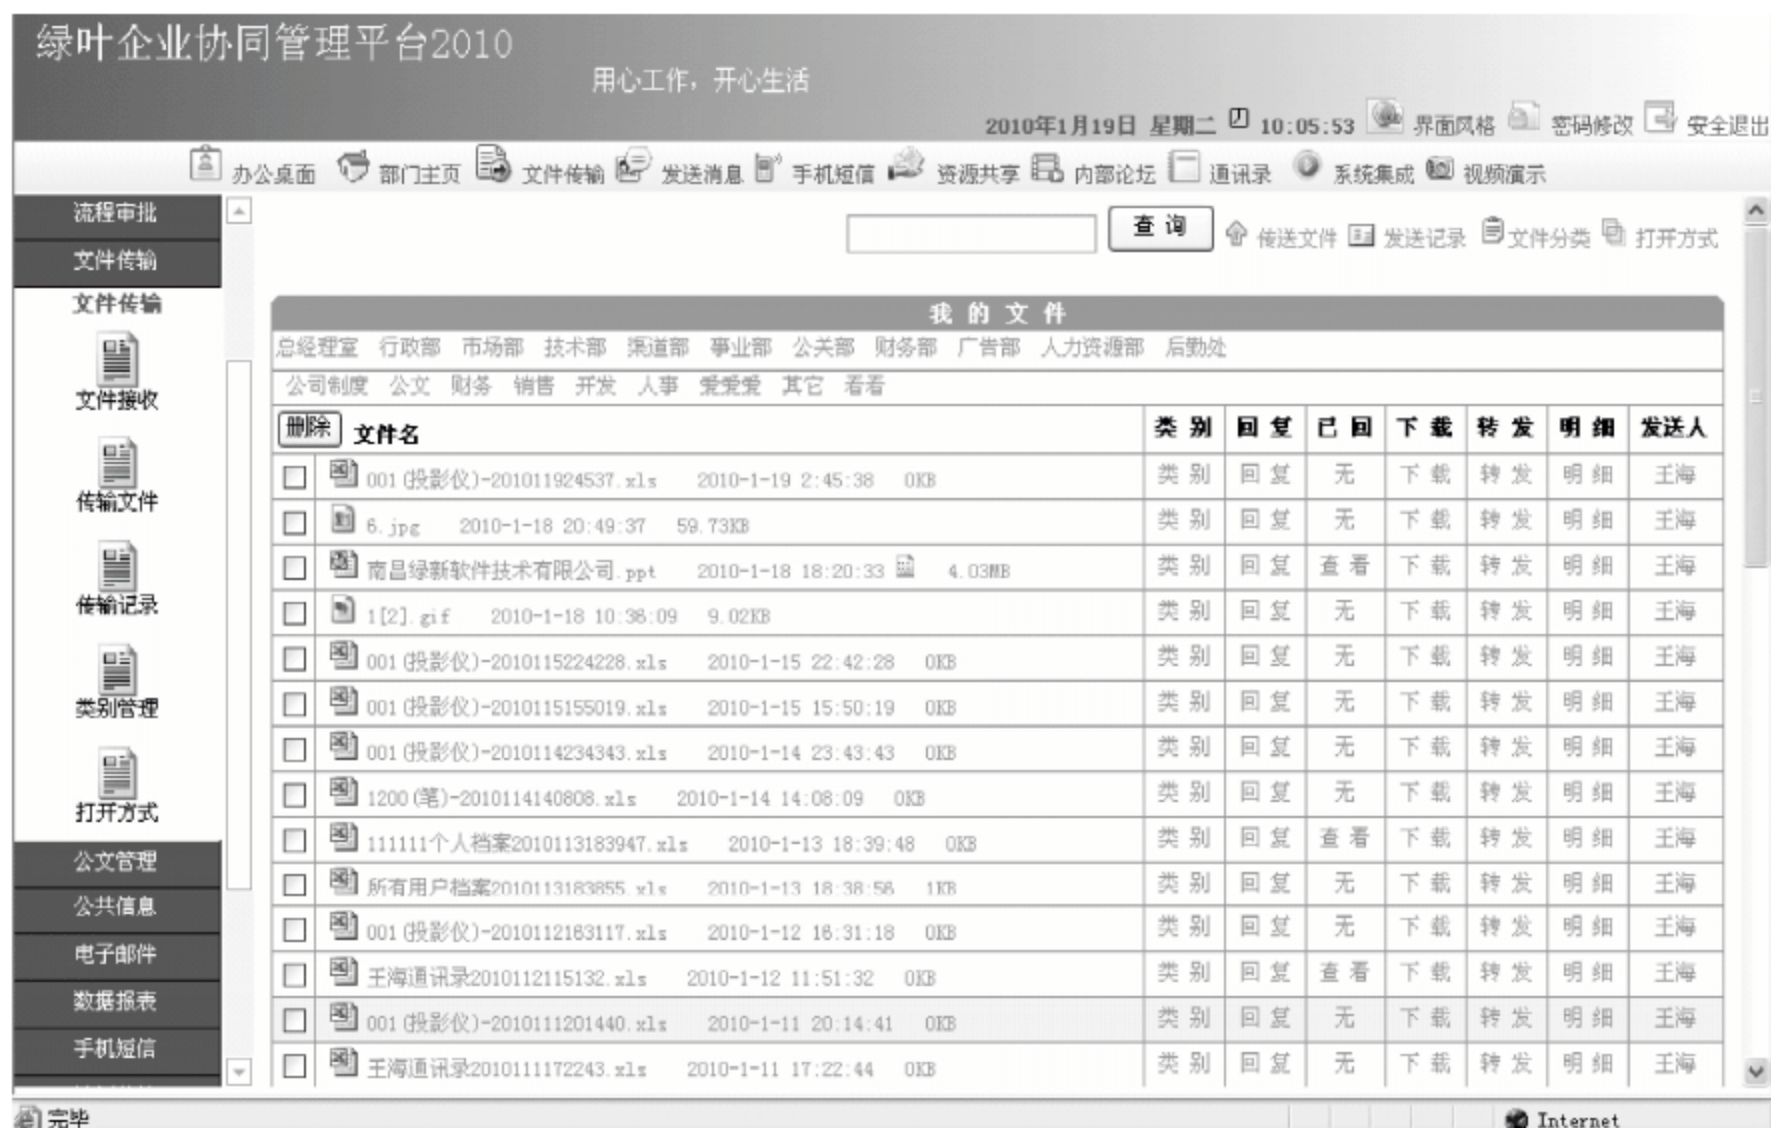 绿叶企业协同管理平台2010
用心工作，开心生活
2010年1月19日 星期二 10:05:53 界面风格 密码修改 安全退出
办公桌面 部门主页 文件传输 发送消息 手机短信 资源共享 内部论坛 通讯录 系统集成 视频演示
流程审批
文件传输
文件传输
文件接收
传输文件
传输记录
类别管理
打开方式
公文管理
公共信息
电子邮件
数据报表
手机短信
查询 传送文件 发送记录 文件分类 打开方式
我的文件
总经理室 行政部 市场部 技术部 渠道部 事业部 公关部 财务部 广告部 人力资源部 后勤处
公司制度 公文 财务 销售 开发 人事 爱爱爱 其它 看看
删除 文件名 类别 回复 已回 下载 转发 明细 发送人
001(投影仪)-201011924537.xls 2010-1-19 2:45:38 0KB 类别 回复 无 下载 转发 明细 王海
6.jpg 2010-1-18 20:49:37 59.73KB 类别 回复 无 下载 转发 明细 王海
南昌绿新软件技术有限公司.ppt 2010-1-18 18:20:33 4.03MB 类别 回复 查看 下载 转发 明细 王海
1[2].gif 2010-1-18 10:36:09 9.02KB 类别 回复 无 下载 转发 明细 王海
001(投影仪)-2010115224228.xls 2010-1-15 22:42:28 0KB 类别 回复 无 下载 转发 明细 王海
001(投影仪)-2010115155019.xls 2010-1-15 15:50:19 0KB 类别 回复 无 下载 转发 明细 王海
001(投影仪)-2010114234343.xls 2010-1-14 23:43:43 0KB 类别 回复 无 下载 转发 明细 王海
1200(笔)-2010114140808.xls 2010-1-14 14:08:09 0KB 类别 回复 无 下载 转发 明细 王海
111111个人档案2010113183947.xls 2010-1-13 18:39:48 0KB 类别 回复 查看 下载 转发 明细 王海
所有用户档案2010113183855.xls 2010-1-13 18:38:56 1KB 类别 回复 无 下载 转发 明细 王海
001(投影仪)-2010112163117.xls 2010-1-12 16:31:18 0KB 类别 回复 无 下载 转发 明细 王海
王海通讯录2010112115132.xls 2010-1-12 11:51:32 0KB 类别 回复 查看 下载 转发 明细 王海
001(投影仪)-2010111201440.xls 2010-1-11 20:14:41 0KB 类别 回复 无 下载 转发 明细 王海
王海通讯录2010111172243.xls 2010-1-11 17:22:44 0KB 类别 回复 无 下载 转发 明细 王海
完毕 Internet